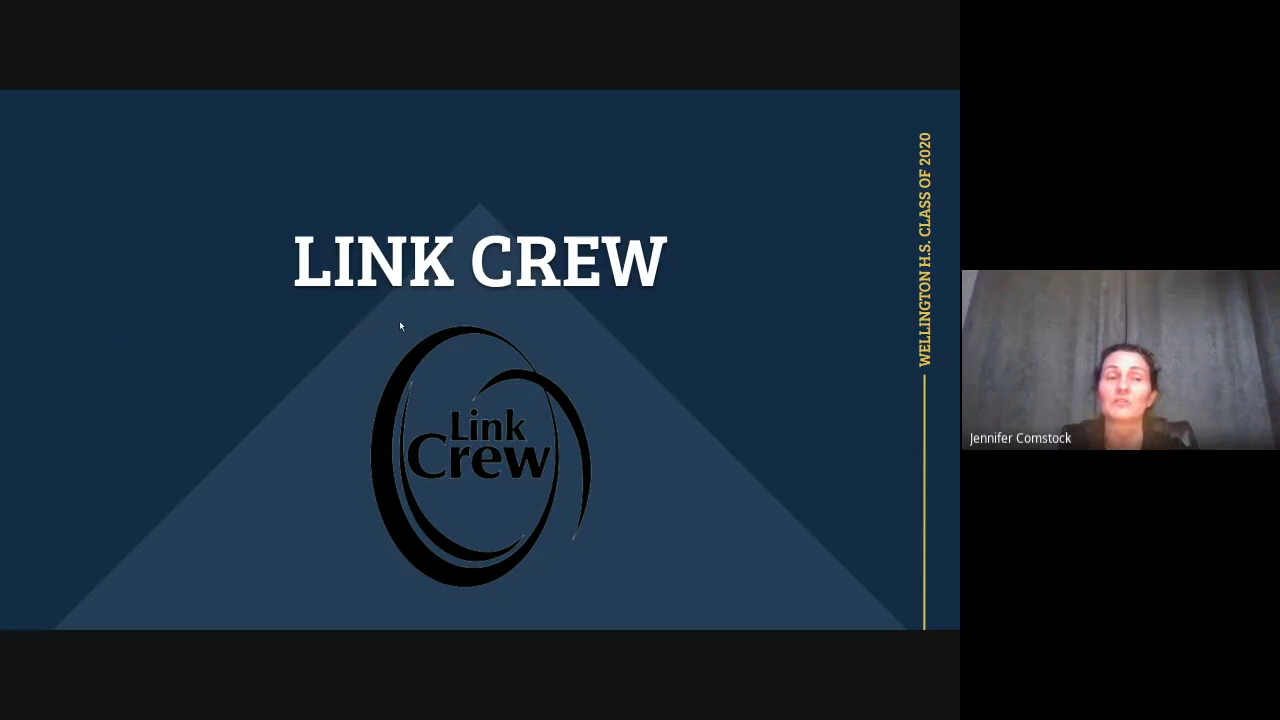 LINK CREW
Link
Crew
WELLINGTON H.S. CLASS OF 2020
Jennifer Comstock